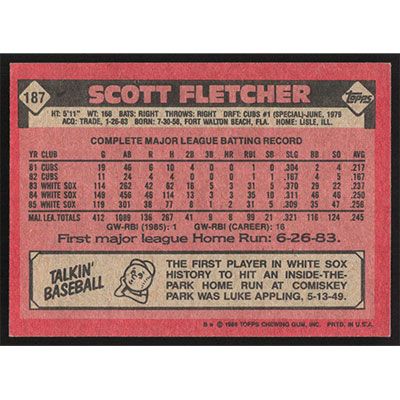 187
SCOTT FLETCHER
Topps
HT: 5'11" WT: 168 BATS: RIGHT THROWS: RIGHT DRFT: CUBS #1 (SPECIAL)-JUNE, 1979
ACQ: TRADE, 1-26-83 BORN: 7-30-58, FORT WALTON BEACH, FLA. HOME: LISLE, ILL.
COMPLETE MAJOR LEAGUE BATTING RECORD
YR CLUB G AB R H 2B 3B HR RBI SB SLG BB SO AVG
81 CUBS 19 46 6 10 4 0 0 1 0 .304 2 4 .217
82 CUBS 11 24 4 4 0 0 0 1 1 .167 4 5 .167
83 WHITE SOX 114 262 42 62 16 5 3 32 5 .370 29 22 .237
84 WHITE SOX 149 456 46 114 13 3 3 35 10 .311 46 46 .250
85 WHITE SOX 119 301 38 77 8 1 2 31 5 .309 35 47 .256
MAJ. LEA. TOTALS 412 1089 136 267 41 9 8 100 21 .321 116 124 .245
GW-RBI (1985): 1 GW-RBI (CAREER): 16
First major league Home Run: 6-26-83.
TALKIN' BASEBALL
THE FIRST PLAYER IN WHITE SOX
HISTORY TO HIT AN INSIDE-THE-
PARK HOME RUN AT COMISKEY
PARK WAS LUKE APPLING, 5-13-49.
© 1986 TOPPS CHEWING GUM, INC. PRTD. IN U.S.A.